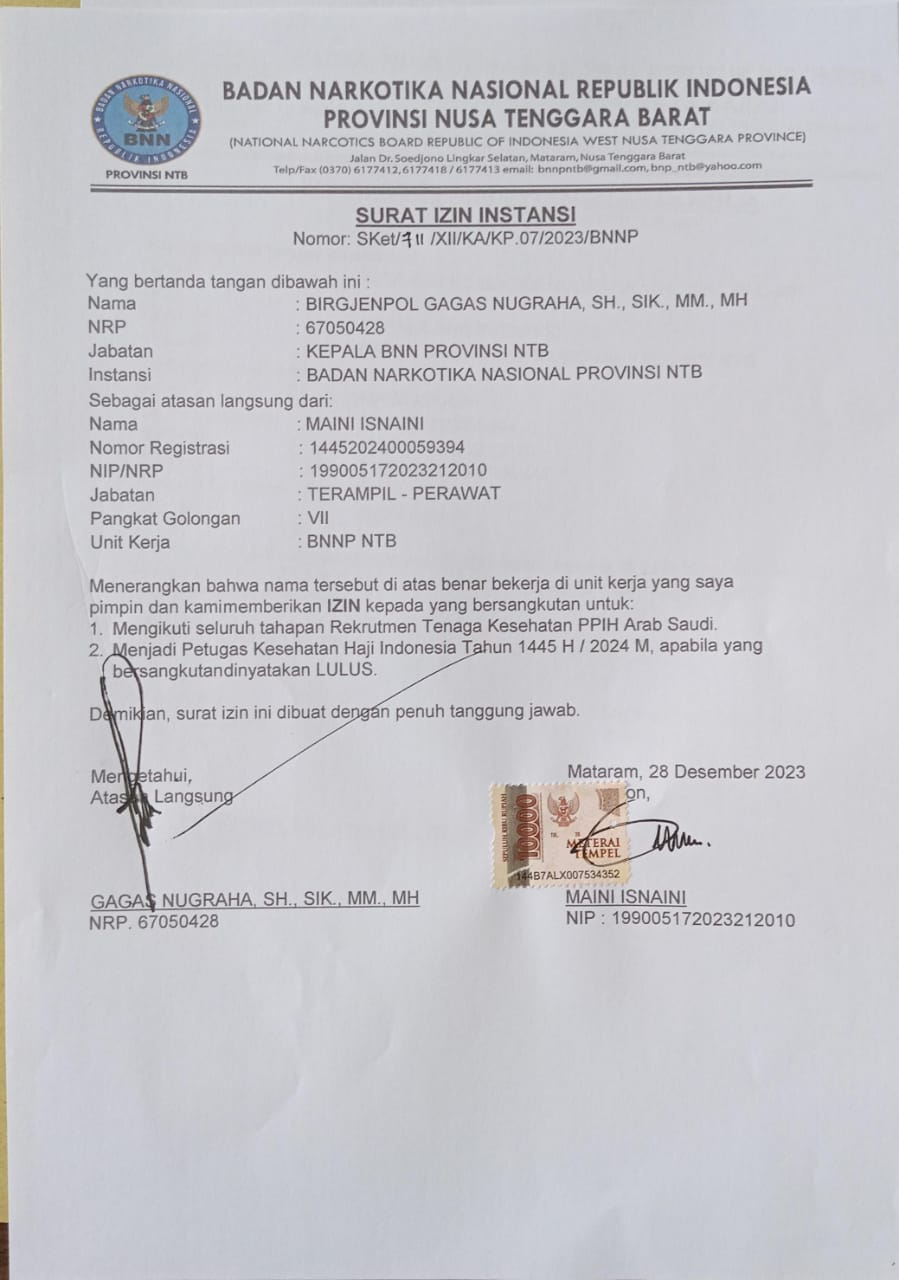 BADAN NARKOTIKA NASIONAL
REPUBLIK INDONESIA
BNN
PROVINSI NTB
BADAN NARKOTIKA NASIONAL REPUBLIK INDONESIA
PROVINSI NUSA TENGGARA BARAT
(NATIONAL NARCOTICS BOARD REPUBLIC OF INDONESIA WEST NUSA TENGGARA PROVINCE)
Jalan Dr. Soedjono Lingkar Selatan, Mataram, Nusa Tenggara Barat
Telp/Fax (0370) 6177412, 6177418 / 6177413 email: bnnpntb@gmail.com, bnp_ntb@yahoo.com
SURAT IZIN INSTANSI
Nomor: SKet/711 /XII/KA/KP.07/2023/BNNP
Yang bertanda tangan dibawah ini :
Nama : BIRGJENPOL GAGAS NUGRAHA, SH., SIK., MM., MH
NRP : 67050428
Jabatan : KEPALA BNN PROVINSI NTB
Instansi : BADAN NARKOTIKA NASIONAL PROVINSI NTB
Sebagai atasan langsung dari:
Nama : MAINI ISNAINI
Nomor Registrasi : 1445202400059394
NIP/NRP : 199005172023212010
Jabatan : TERAMPIL - PERAWAT
Pangkat Golongan : VII
Unit Kerja : BNNP NTB
Menerangkan bahwa nama tersebut di atas benar bekerja di unit kerja yang saya
pimpin dan kamimemberikan IZIN kepada yang bersangkutan untuk:
1. Mengikuti seluruh tahapan Rekrutmen Tenaga Kesehatan PPIH Arab Saudi.
2. Menjadi Petugas Kesehatan Haji Indonesia Tahun 1445 H / 2024 M, apabila yang
bersangkutandinyatakan LULUS.
Demikian, surat izin ini dibuat dengan penuh tanggung jawab.
Mengetahui,
Atasan Langsung
Mataram, 28 Desember 2023
on,
SEPULUH RIBU RUPIAH
10000
METERAI
TEMPEL
144B7ALX007534352
GAGAS NUGRAHA, SH., SIK., MM., MH
NRP. 67050428
MAINI ISNAINI
NIP : 199005172023212010